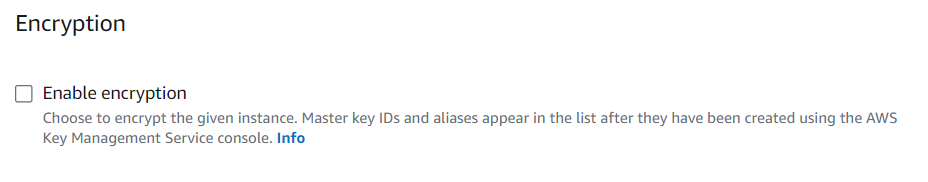 Encryption
Enable encryption
Choose to encrypt the given instance. Master key IDs and aliases appear in the list after they have been created using the AWS
Key Management Service console. Info